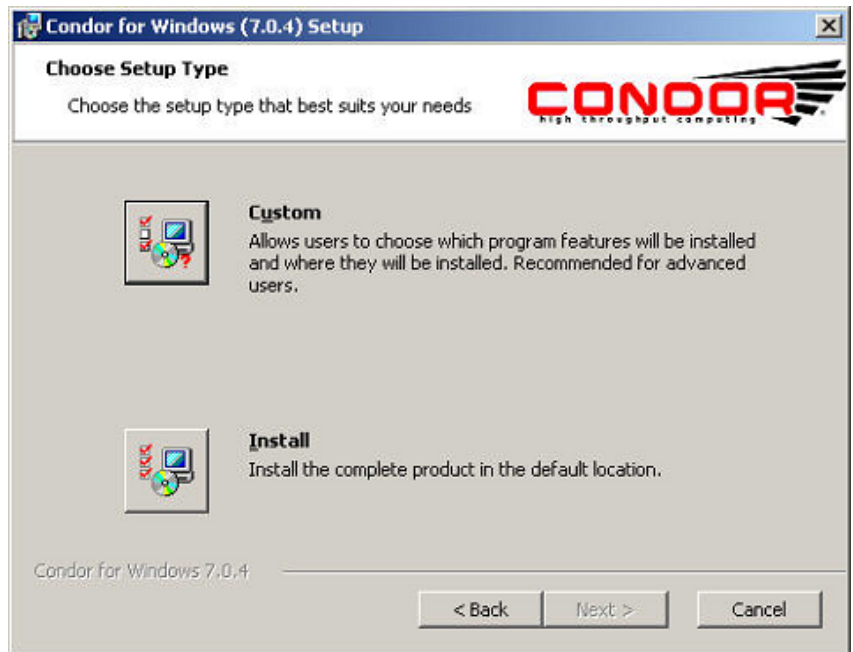 Condor for Windows (7.0.4) Setup
Choose Setup Type
Choose the setup type that best suits your needs
CONDOR
high throughput computing
Custom
Allows users to choose which program features will be installed
and where they will be installed. Recommended for advanced
users.
Install
Install the complete product in the default location.
Condor for Windows 7.0.4
< Back
Next >
Cancel